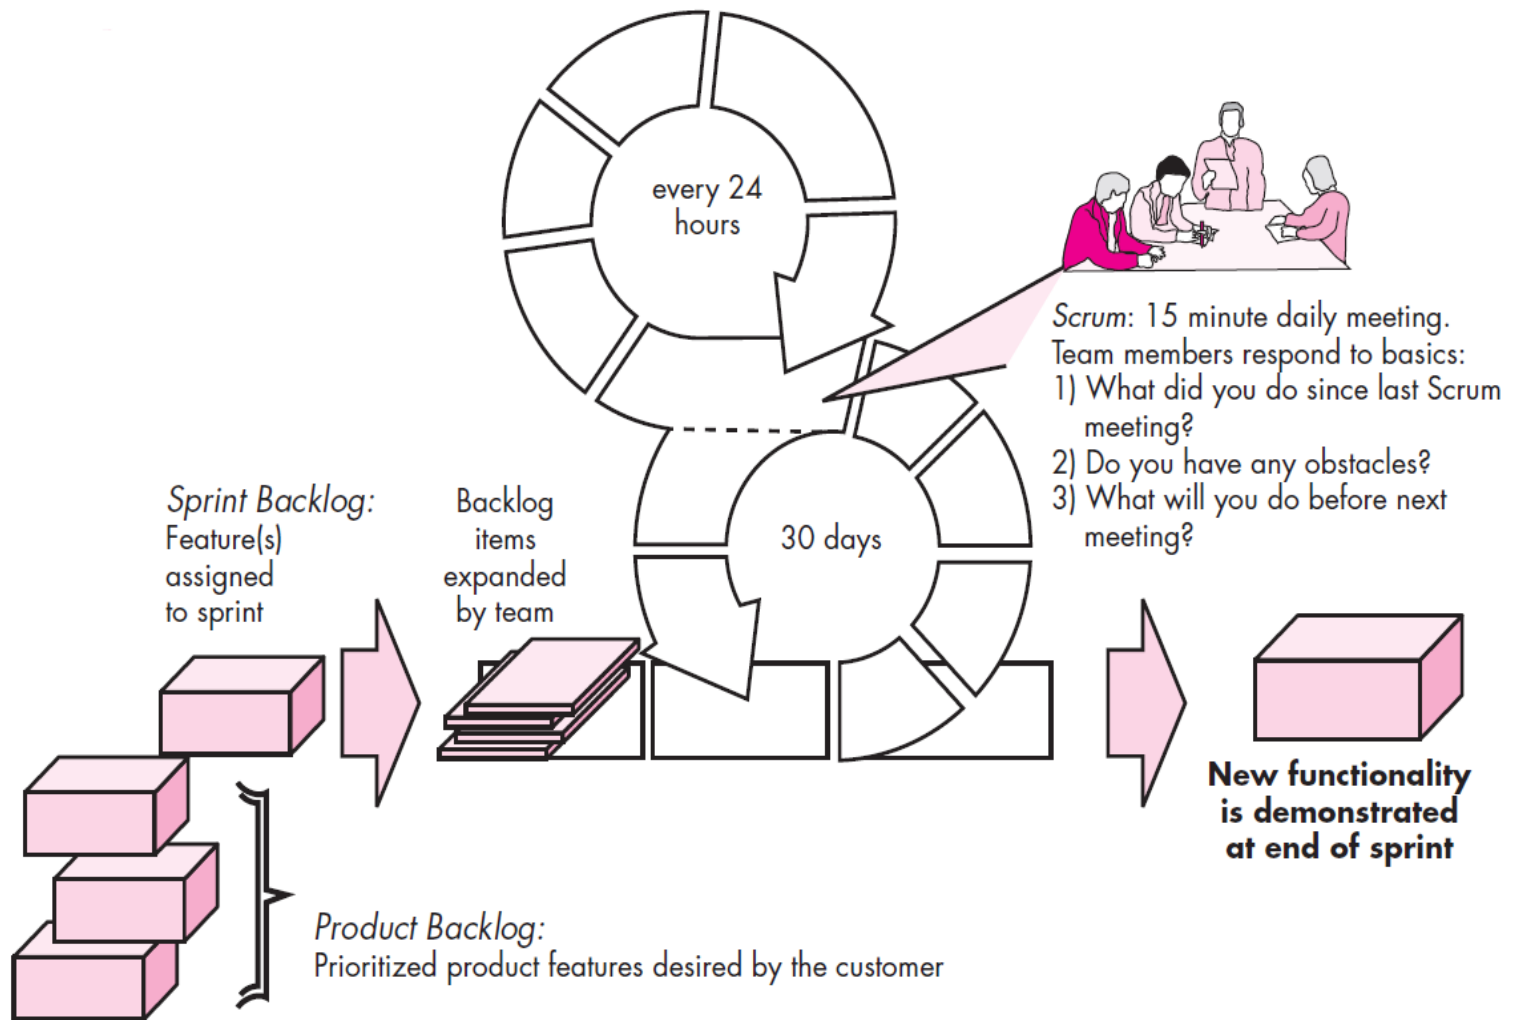 every 24
hours
Scrum: 15 minute daily meeting.
Team members respond to basics:
1) What did you do since last Scrum
meeting?
2) Do you have any obstacles?
3) What will you do before next
meeting?
Sprint Backlog:
Feature(s)
assigned
to sprint
Backlog
items
expanded
by team
30 days
New functionality
is demonstrated
at end of sprint
Product Backlog:
Prioritized product features desired by the customer